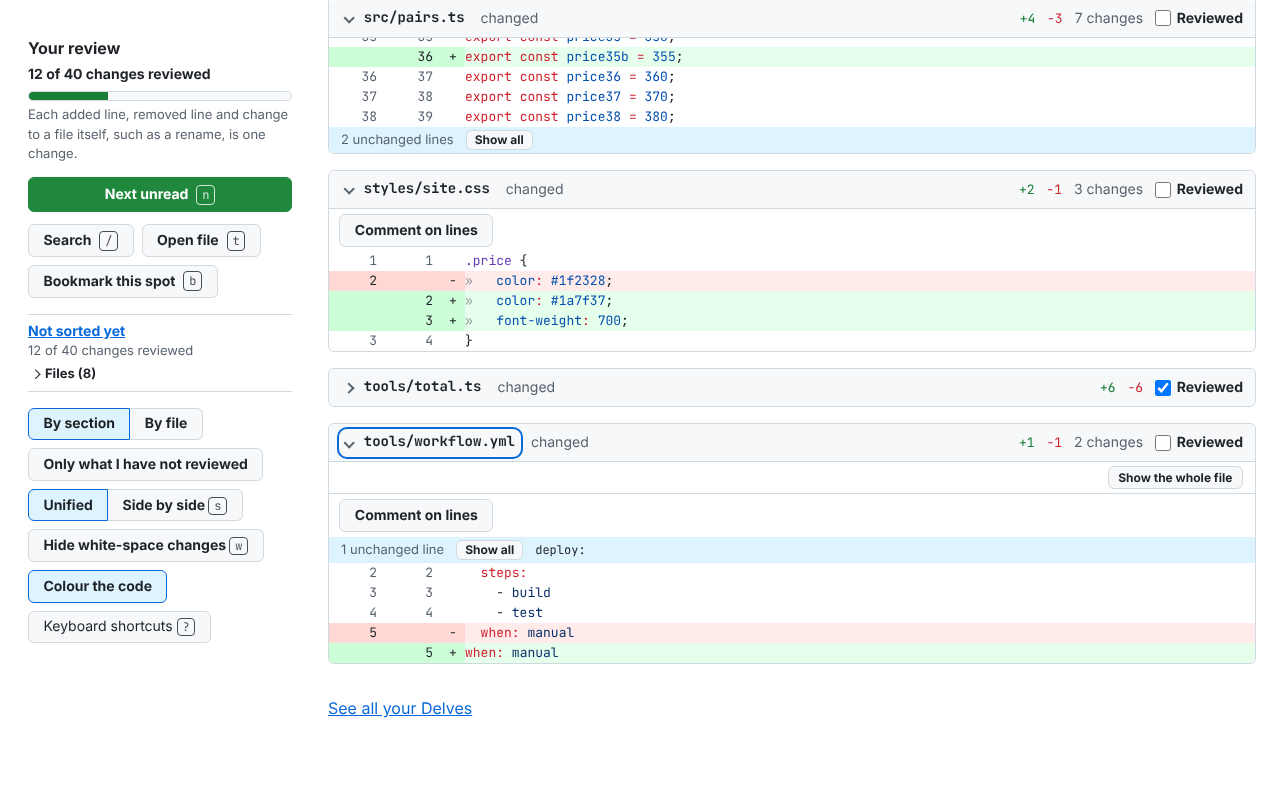 Your review
12 of 40 changes reviewed
Each added line, removed line and change
to a file itself, such as a rename, is one
change.
Next unread n
Search /
Open file t
Bookmark this spot b
Not sorted yet
12 of 40 changes reviewed
Files (8)
By section
By file
Only what I have not reviewed
Unified
Side by side s
Hide white-space changes w
Colour the code
Keyboard shortcuts ?
src/pairs.ts changed +4 -3 7 changes Reviewed
36 + export const price35b = 355;
36 37 export const price36 = 360;
37 38 export const price37 = 370;
38 39 export const price38 = 380;
2 unchanged lines Show all
styles/site.css changed +2 -1 3 changes Reviewed
Comment on lines
1 1 .price {
2 - » color: #1f2328;
2 + » color: #1a7f37;
3 + » font-weight: 700;
3 4 }
tools/total.ts changed +6 -6 Reviewed
tools/workflow.yml changed +1 -1 2 changes Reviewed
Show the whole file
Comment on lines
1 unchanged line Show all deploy:
2 2 steps:
3 3 - build
4 4 - test
5 - when: manual
5 + when: manual
See all your Delves